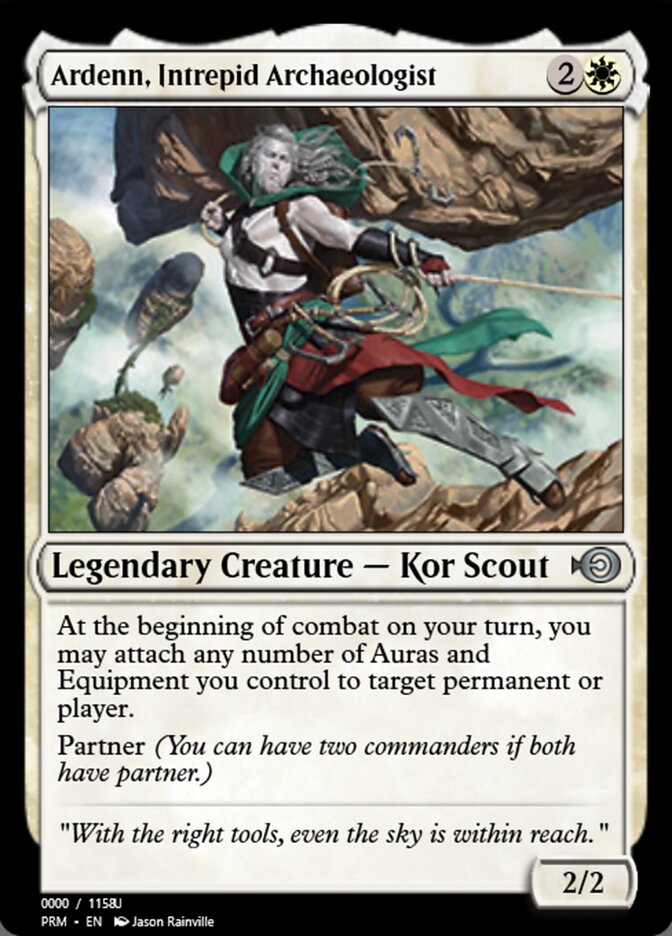 Ardenn, Intrepid Archaeologist 2
Legendary Creature — Kor Scout
At the beginning of combat on your turn, you
may attach any number of Auras and
Equipment you control to target permanent or
player.
Partner (You can have two commanders if both
have partner.)
"With the right tools, even the sky is within reach."
2/2
0000 / 1158U
PRM • EN Jason Rainville